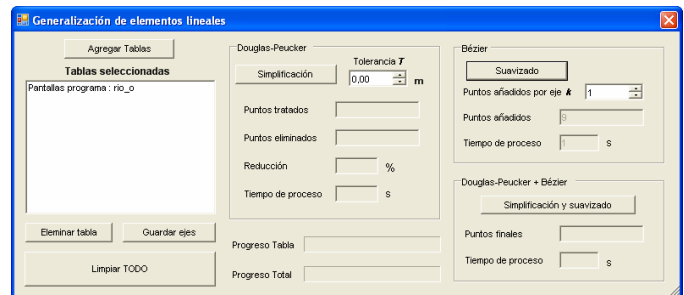 Generalización de elementos lineales
Agregar Tablas
Tablas seleccionadas
Pantallas programa : rio_o
Eleminar tabla
Guardar ejes
Limpiar TODO
Douglas-Peucker
Simplificación
Tolerancia T
0,00 m
Puntos tratados
Puntos eliminados
Reducción %
Tiempo de proceso s
Progreso Tabla
Progreso Total
Bézier
Suavizado
Puntos añadidos por eje k 1
Puntos añadidos 9
Tiempo de proceso 1 s
Douglas-Peucker + Bézier
Simplificación y suavizado
Puntos finales
Tiempo de proceso s